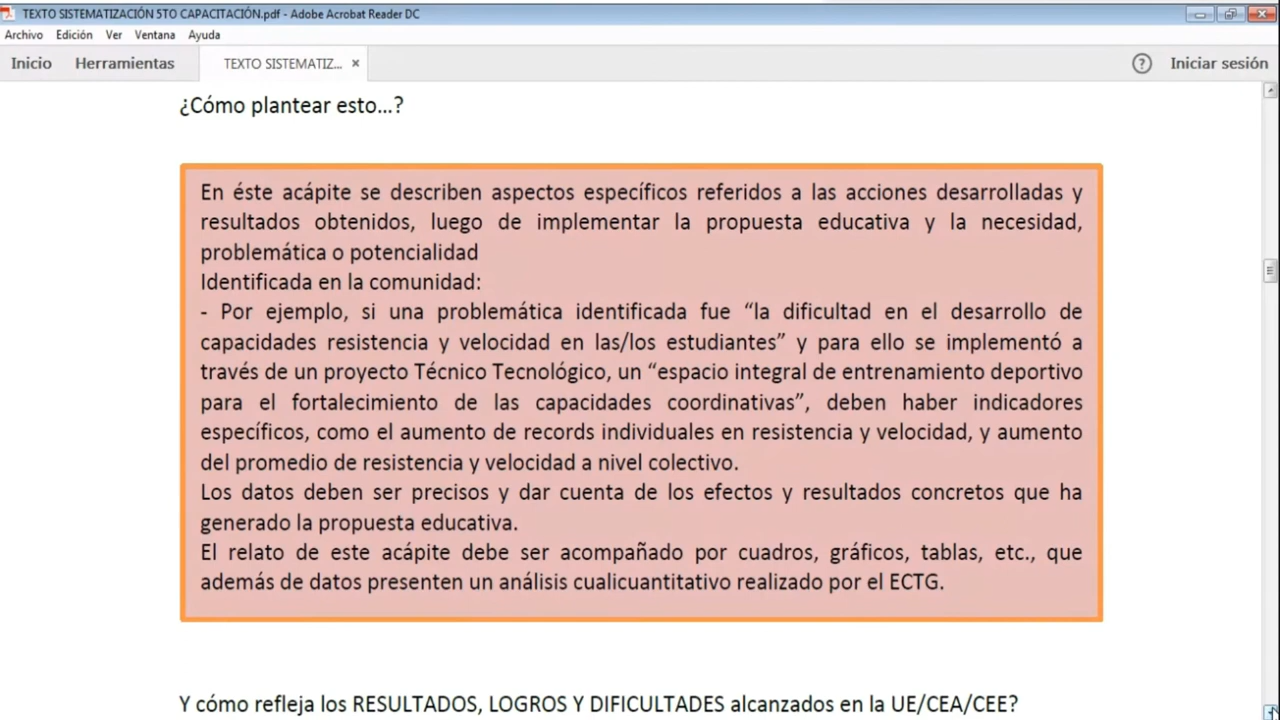 TEXTO SISTEMATIZACIÓN 5TO CAPACITACIÓN.pdf - Adobe Acrobat Reader DC
Archivo Edición Ver Ventana Ayuda
Inicio Herramientas TEXTO SISTEMATIZ... × ? Iniciar sesión
¿Cómo plantear esto...?
En éste acápite se describen aspectos específicos referidos a las acciones desarrolladas y
resultados obtenidos, luego de implementar la propuesta educativa y la necesidad,
problemática o potencialidad
Identificada en la comunidad:
- Por ejemplo, si una problemática identificada fue “la dificultad en el desarrollo de
capacidades resistencia y velocidad en las/los estudiantes” y para ello se implementó a
través de un proyecto Técnico Tecnológico, un “espacio integral de entrenamiento deportivo
para el fortalecimiento de las capacidades coordinativas”, deben haber indicadores
específicos, como el aumento de records individuales en resistencia y velocidad, y aumento
del promedio de resistencia y velocidad a nivel colectivo.
Los datos deben ser precisos y dar cuenta de los efectos y resultados concretos que ha
generado la propuesta educativa.
El relato de este acápite debe ser acompañado por cuadros, gráficos, tablas, etc., que
además de datos presenten un análisis cualicuantitativo realizado por el ECTG.
Y cómo refleja los RESULTADOS, LOGROS Y DIFICULTADES alcanzados en la UE/CEA/CEE?